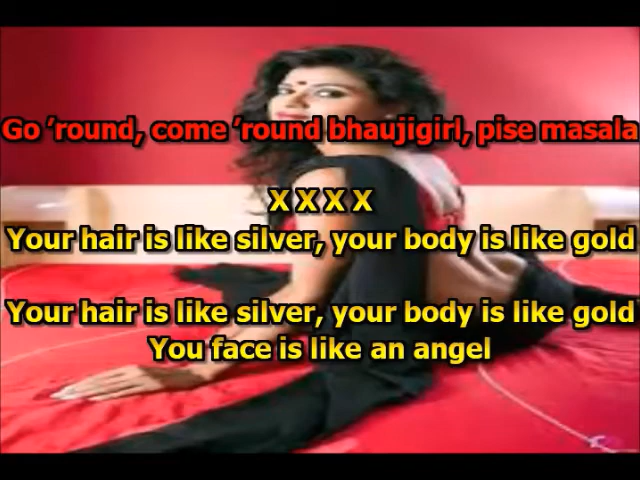 Go ’round, come ’round bhaujigirl, pise masala
X X X X
Your hair is like silver, your body is like gold
Your hair is like silver, your body is like gold
You face is like an angel